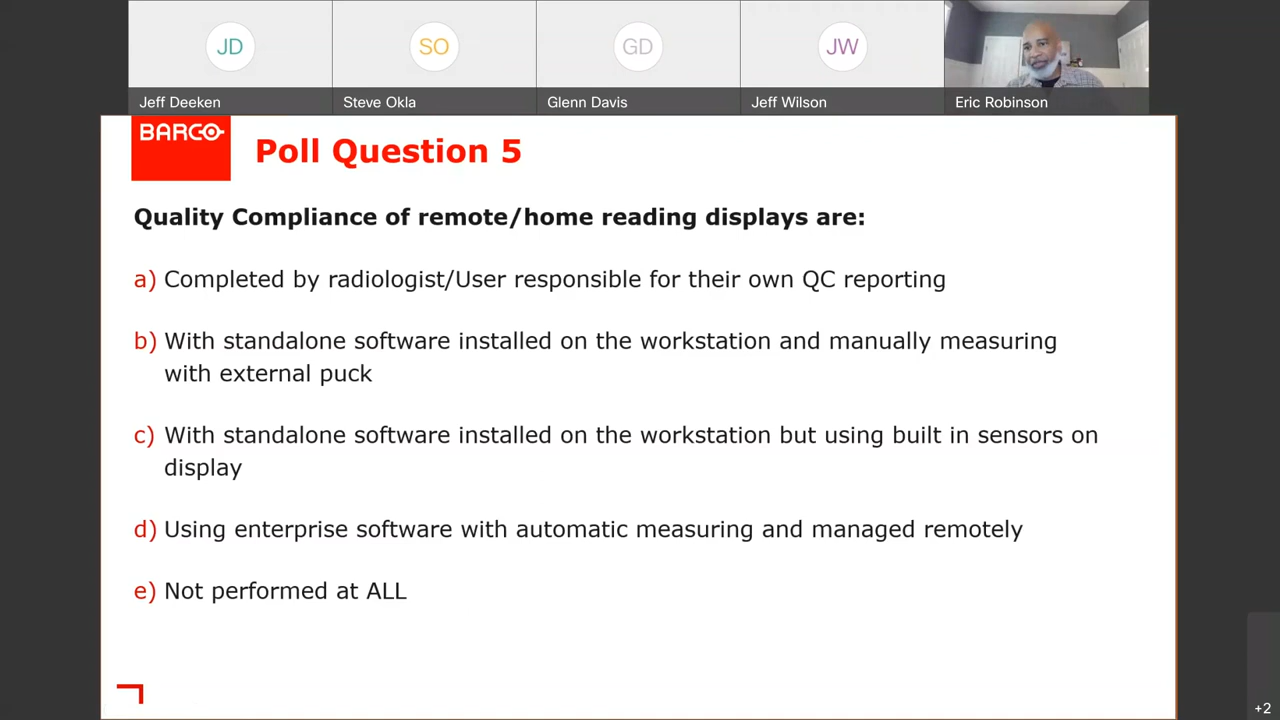 JD
SO
GD
JW
Jeff Deeken
Steve Okla
Glenn Davis
Jeff Wilson
Eric Robinson
BARCO
Poll Question 5
Quality Compliance of remote/home reading displays are:
a) Completed by radiologist/User responsible for their own QC reporting
b) With standalone software installed on the workstation and manually measuring
with external puck
c) With standalone software installed on the workstation but using built in sensors on
display
d) Using enterprise software with automatic measuring and managed remotely
e) Not performed at ALL
+2